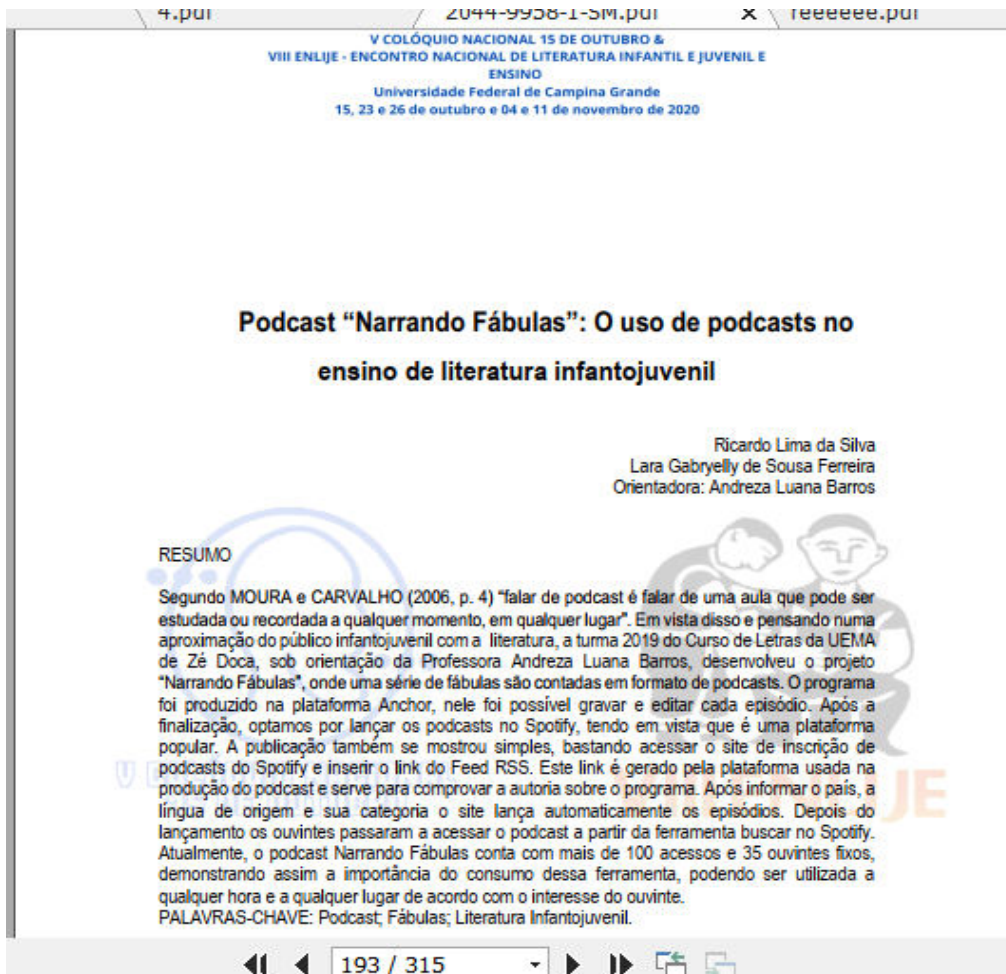 4.pdf 2044-9958-1-SM.pdf x reeeeee.pdf
V COLÓQUIO NACIONAL 15 DE OUTUBRO &
VIII ENLIJE - ENCONTRO NACIONAL DE LITERATURA INFANTIL E JUVENIL E
ENSINO
Universidade Federal de Campina Grande
15, 23 e 26 de outubro e 04 e 11 de novembro de 2020
Podcast “Narrando Fábulas”: O uso de podcasts no
ensino de literatura infantojuvenil
Ricardo Lima da Silva
Lara Gabryelly de Sousa Ferreira
Orientadora: Andreza Luana Barros
RESUMO
Segundo MOURA e CARVALHO (2006, p. 4) “falar de podcast é falar de uma aula que pode ser
estudada ou recordada a qualquer momento, em qualquer lugar”. Em vista disso e pensando numa
aproximação do público infantojuvenil com a literatura, a turma 2019 do Curso de Letras da UEMA
de Zé Doca, sob orientação da Professora Andreza Luana Barros, desenvolveu o projeto
“Narrando Fábulas”, onde uma série de fábulas são contadas em formato de podcasts. O programa
foi produzido na plataforma Anchor, nele foi possível gravar e editar cada episódio. Após a
finalização, optamos por lançar os podcasts no Spotify, tendo em vista que é uma plataforma
popular. A publicação também se mostrou simples, bastando acessar o site de inscrição de
podcasts do Spotify e inserir o link do Feed RSS. Este link é gerado pela plataforma usada na
produção do podcast e serve para comprovar a autoria sobre o programa. Após informar o país, a
língua de origem e sua categoria o site lança automaticamente os episódios. Depois do
lançamento os ouvintes passaram a acessar o podcast a partir da ferramenta buscar no Spotify.
Atualmente, o podcast Narrando Fábulas conta com mais de 100 acessos e 35 ouvintes fixos,
demonstrando assim a importância do consumo dessa ferramenta, podendo ser utilizada a
qualquer hora e a qualquer lugar de acordo com o interesse do ouvinte.
PALAVRAS-CHAVE: Podcast; Fábulas; Literatura Infantojuvenil.
193 / 315